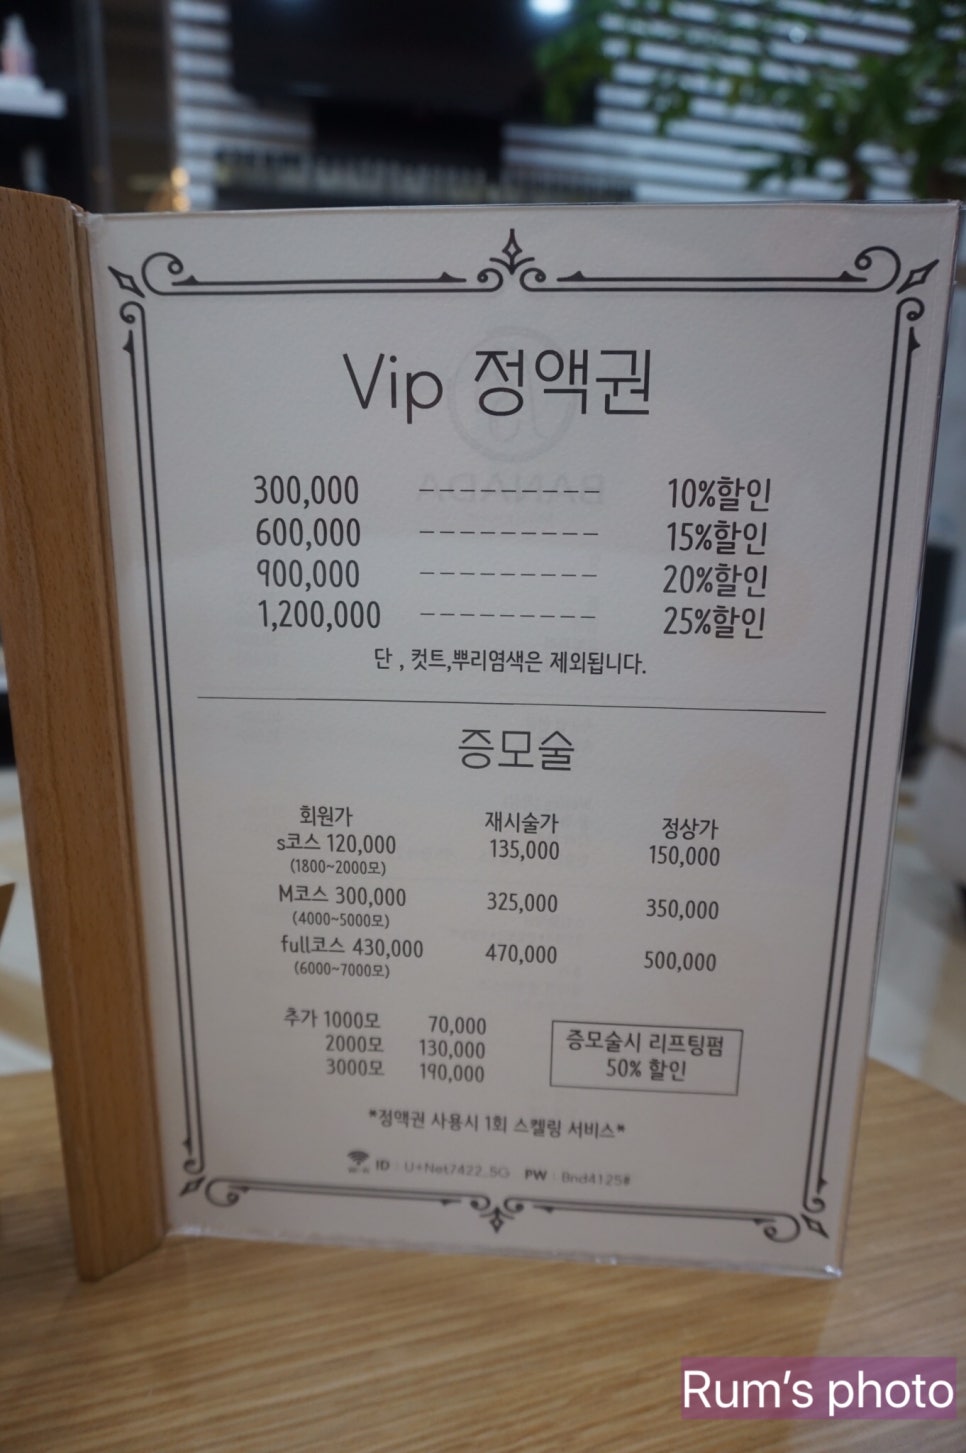 Vip 정액권
300,000 --------- 10%할인
600,000 --------- 15%할인
900,000 --------- 20%할인
1,200,000 --------- 25%할인
단 , 컷트,뿌리염색은 제외됩니다.
증모술
회원가 재시술가 정상가
s코스 120,000 135,000 150,000
(1800~2000모)
M코스 300,000 325,000 350,000
(4000~5000모)
full코스 430,000 470,000 500,000
(6000~7000모)
추가 1000모 70,000
2000모 130,000
3000모 190,000
증모술시 리프팅펌
50% 할인
*정액권 사용시 1회 스켈링 서비스*
Wi-Fi ID : U+Net7422_5G PW : Bnd4125#
Rum's photo